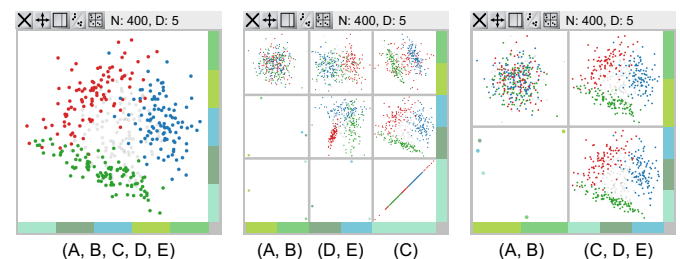 N: 400, D: 5
N: 400, D: 5
N: 400, D: 5
(A, B, C, D, E)
(A, B) (D, E) (C)
(A, B) (C, D, E)